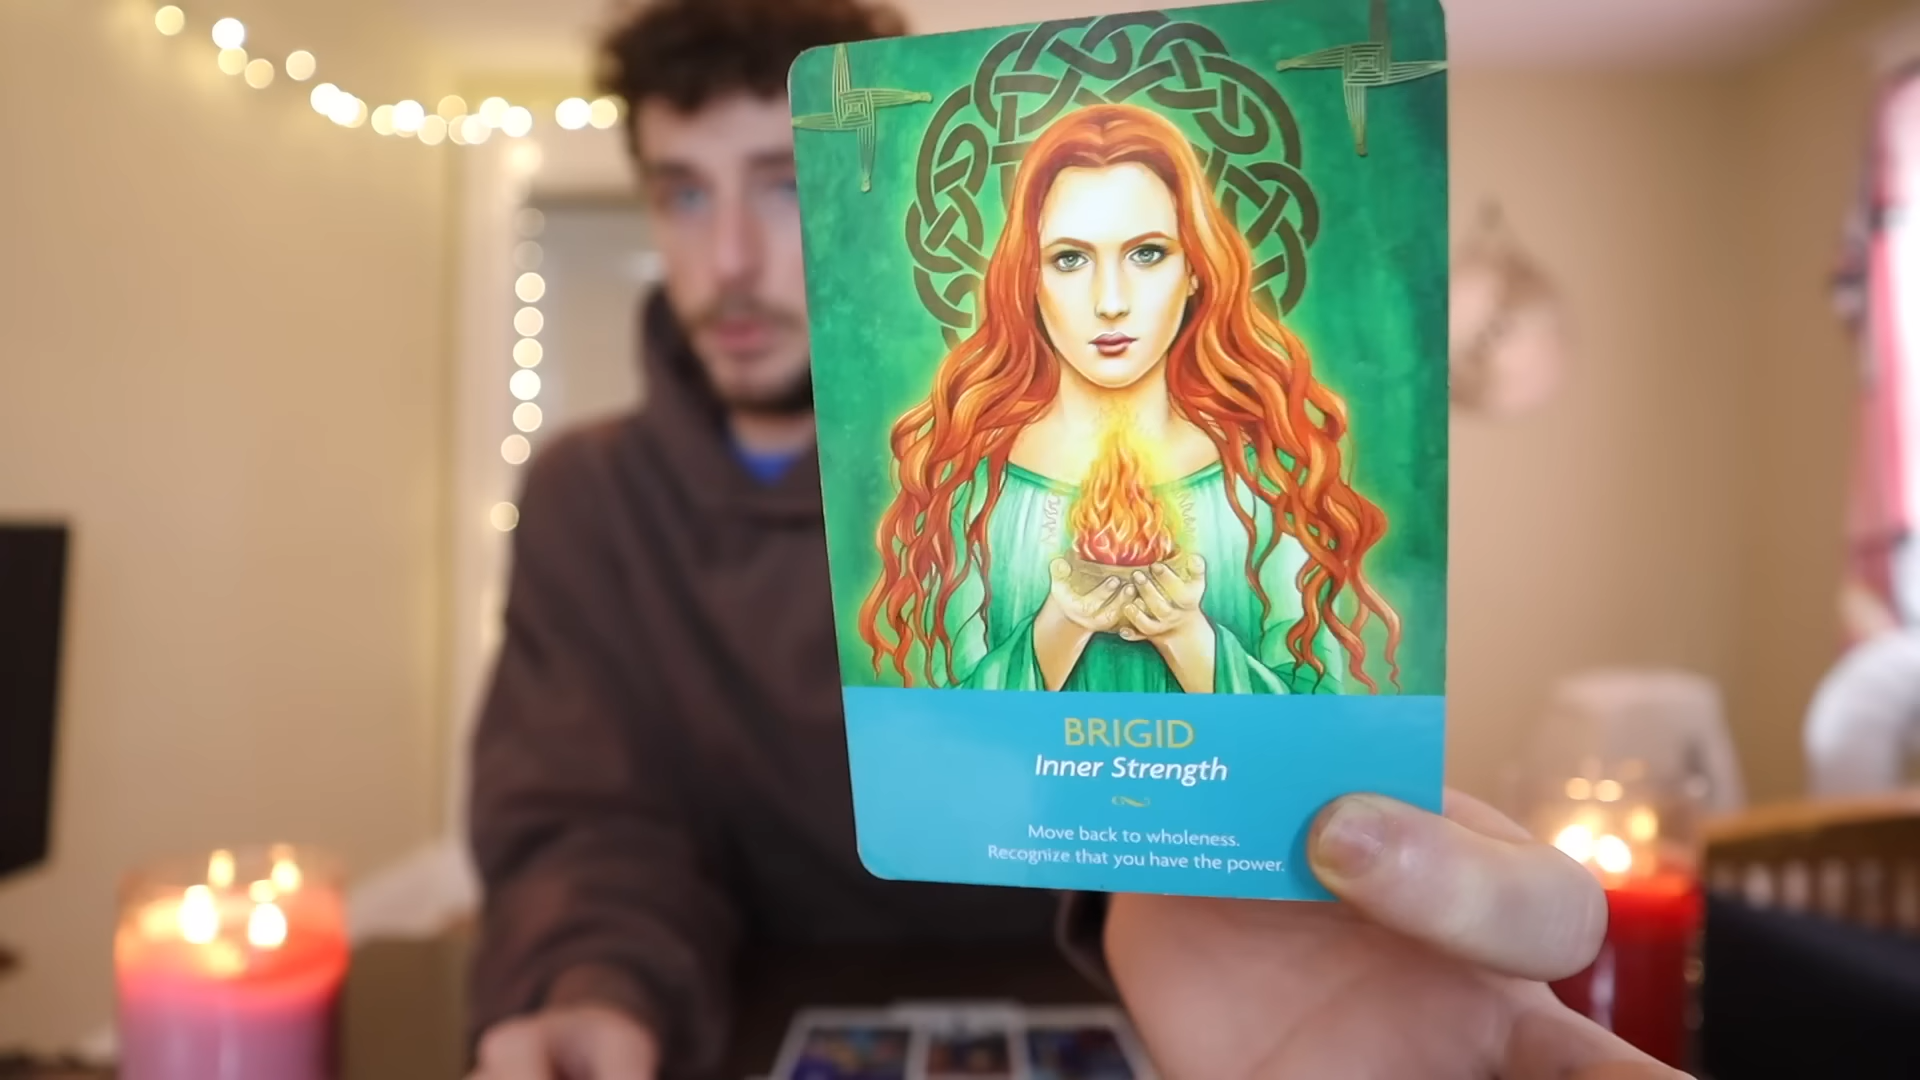 BRIGID
Inner Strength
Move back to wholeness.
Recognize that you have the power.